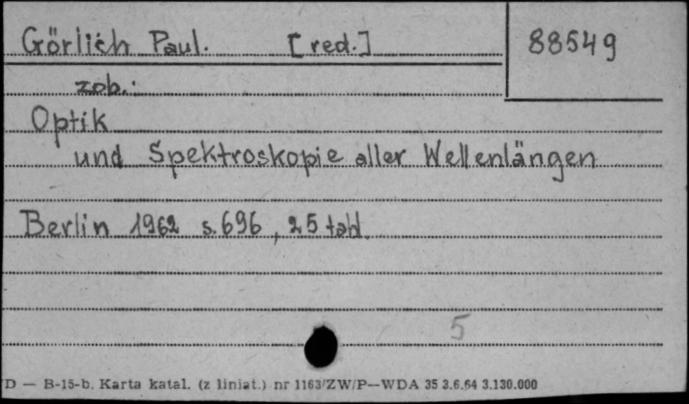 Görlich Paul. [red.] 88549
zob.:
Optik
und Spektroskopie aller Wellenlängen
Berlin 1962 s. 696, 25 tabl.
5
D — B-15-b. Karta katal. (z liniat.) nr 1163/ZW/P—WDA 35 3.6.64 3.130.000